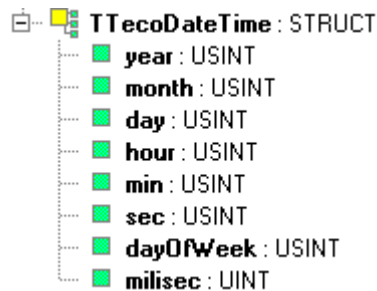 TTecoDateTime : STRUCT
year : USINT
month : USINT
day : USINT
hour : USINT
min : USINT
sec : USINT
dayOfWeek : USINT
milisec : UINT